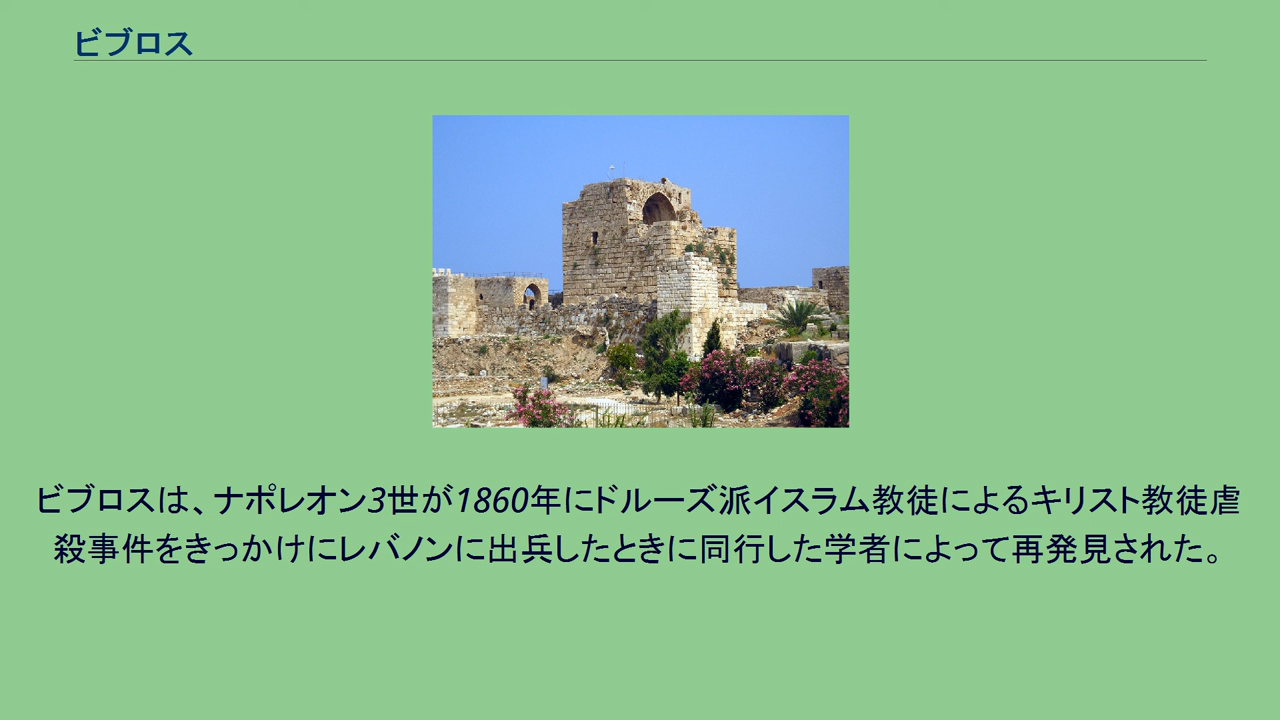 ビブロス
ビブロスは、ナポレオン3世が1860年にドルーズ派イスラム教徒によるキリスト教徒虐
殺事件をきっかけにレバノンに出兵したときに同行した学者によって再発見された。